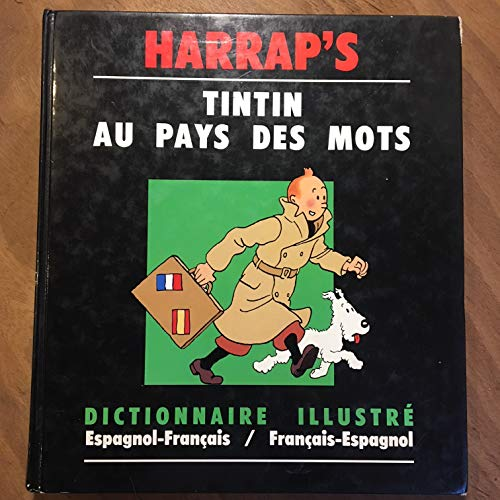 HARRAP'S
TINTIN
AU PAYS DES MOTS
DICTIONNAIRE ILLUSTRÉ
Espagnol-Français / Français-Espagnol